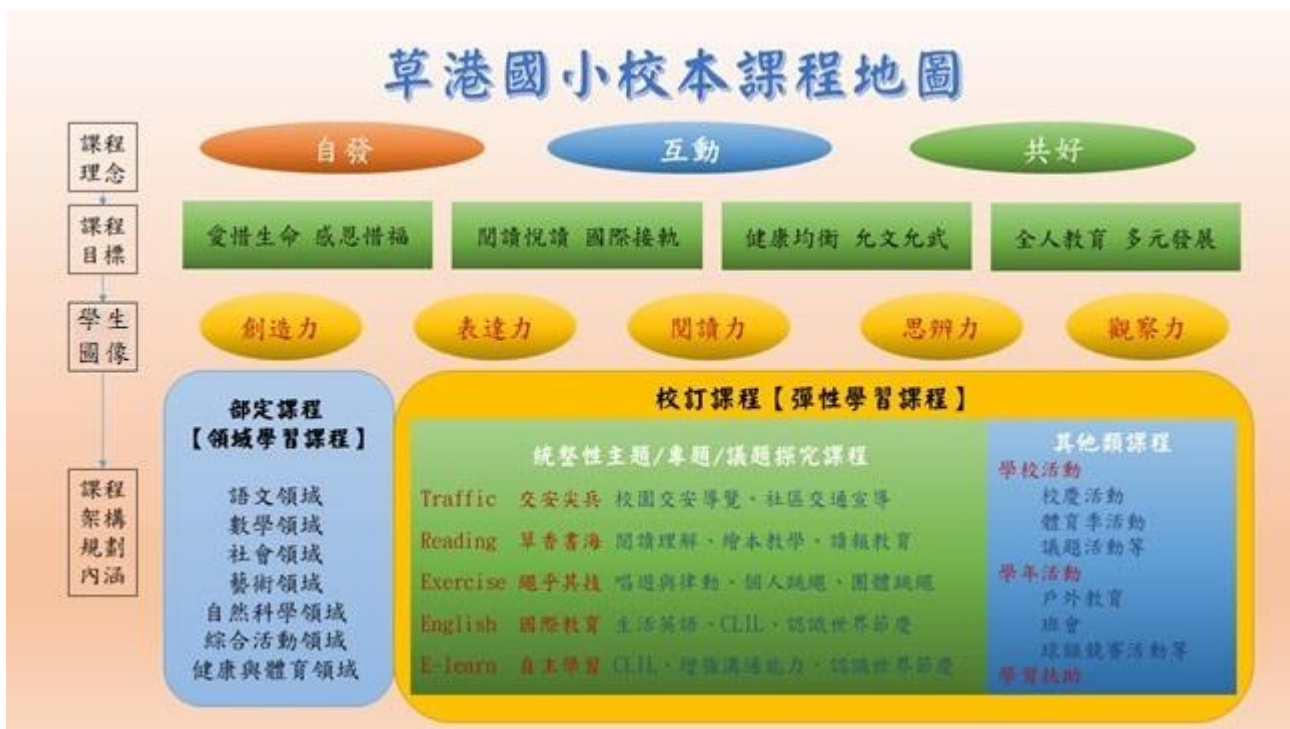 草港國小校本課程地圖
課程
理念
自發
互動
共好
課程
目標
愛惜生命 感恩惜福
閱讀悅讀 國際接軌
健康均衡 允文允武
全人教育 多元發展
學生
圖像
創造力
表達力
閱讀力
思辨力
觀察力
課程
架構
規劃
內涵
部定課程
【領域學習課程】
語文領域
數學領域
社會領域
藝術領域
自然科學領域
綜合活動領域
健康與體育領域
校訂課程【彈性學習課程】
統整性主題/專題/議題探究課程
Traffic 交安尖兵 校園交安導覽、社區交通宣導
Reading 草香書海 閱讀理解、繪本教學、讀報教育
Exercise 繩乎其技 唱遊與律動、個人跳繩、團體跳繩
English 國際教育 生活英語、CLIL、認識世界節慶
E-learn 自主學習 CLIL、增強溝通能力、認識世界節慶
其他類課程
學校活動
校慶活動
體育季活動
議題活動等
學年活動
戶外教育
班會
球類競賽活動等
學習扶助